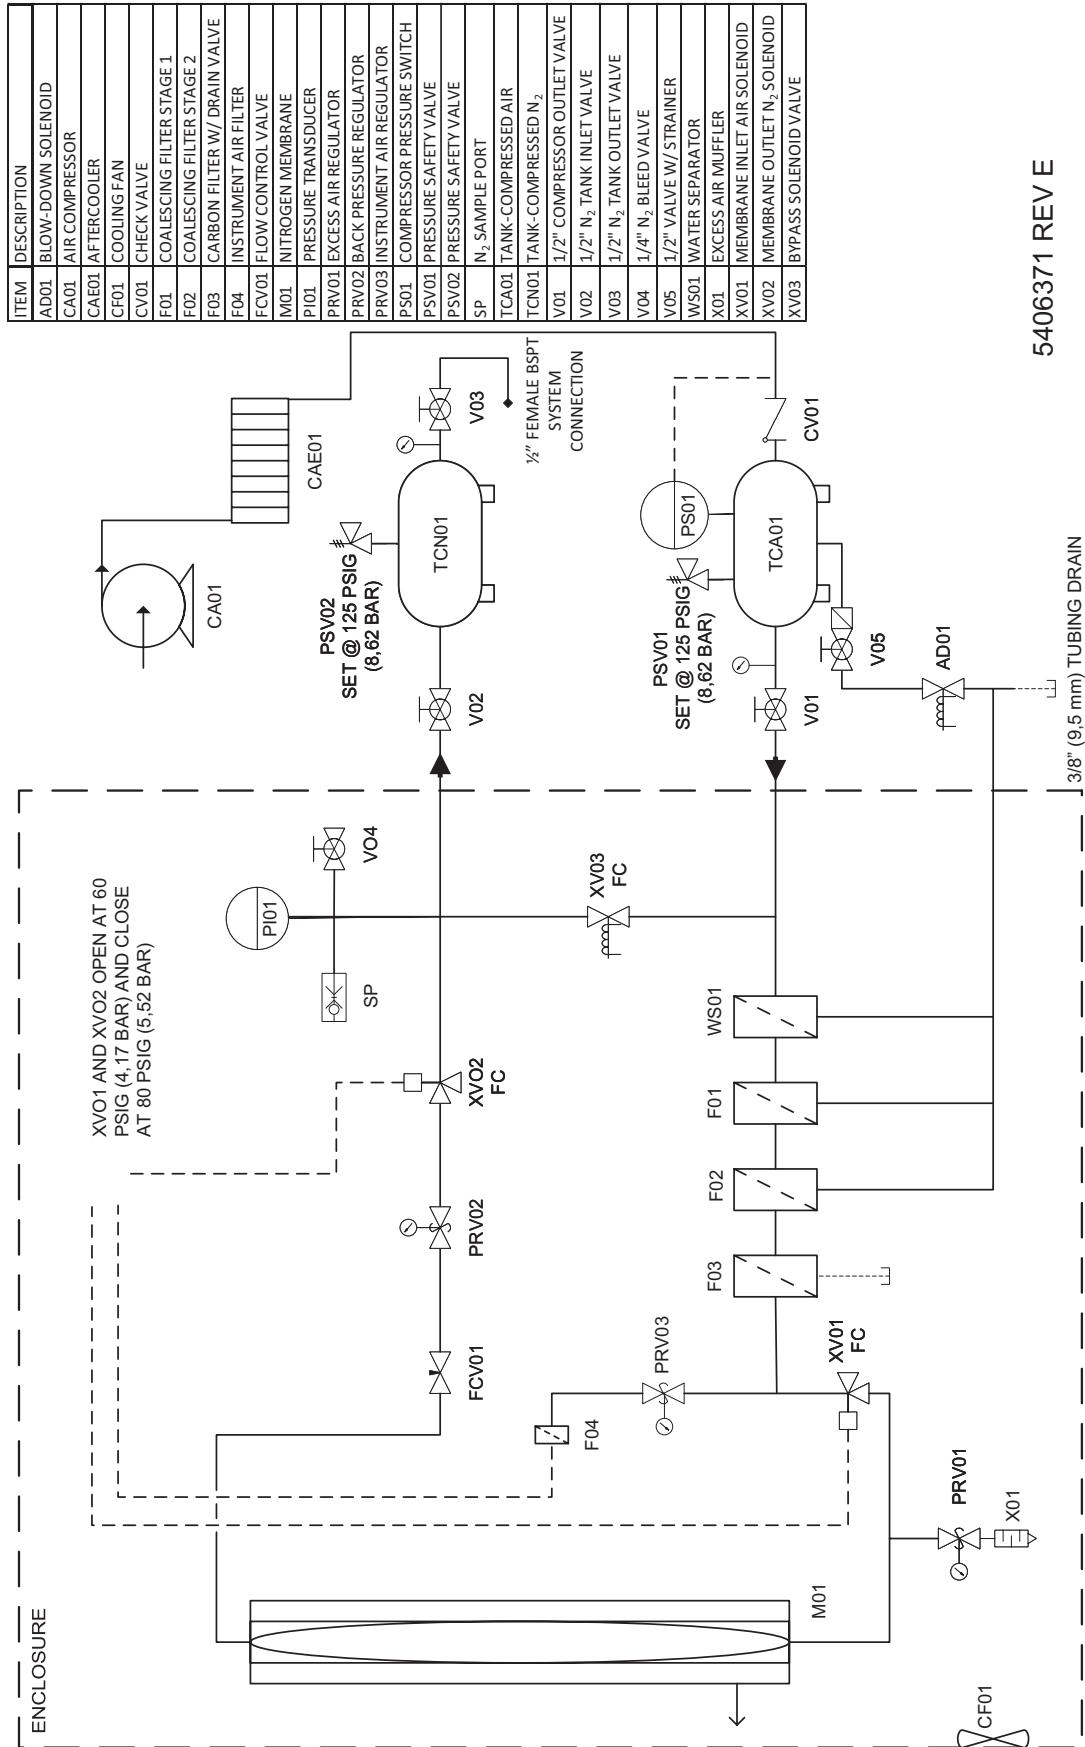 ITEM DESCRIPTION
AD01 BLOW-DOWN SOLENOID
CA01 AIR COMPRESSOR
CAE01 AFTERCOOLER
CF01 COOLING FAN
CV01 CHECK VALVE
F01 COALESCING FILTER STAGE 1
F02 COALESCING FILTER STAGE 2
F03 CARBON FILTER W/ DRAIN VALVE
F04 INSTRUMENT AIR FILTER
FCV01 FLOW CONTROL VALVE
M01 NITROGEN MEMBRANE
PI01 PRESSURE TRANSDUCER
PRV01 EXCESS AIR REGULATOR
PRV02 BACK PRESSURE REGULATOR
PRV03 INSTRUMENT AIR REGULATOR
PS01 COMPRESSOR PRESSURE SWITCH
PSV01 PRESSURE SAFETY VALVE
PSV02 PRESSURE SAFETY VALVE
SP N₂ SAMPLE PORT
TCA01 TANK-COMPRESSED AIR
TCN01 TANK-COMPRESSED N₂
V01 1/2" COMPRESSOR OUTLET VALVE
V02 1/2" N₂ TANK INLET VALVE
V03 1/2" N₂ TANK OUTLET VALVE
V04 1/4" N₂ BLEED VALVE
V05 1/2" VALVE W/ STRAINER
WS01 WATER SEPARATOR
X01 EXCESS AIR MUFFLER
XV01 MEMBRANE INLET AIR SOLENOID
XV02 MEMBRANE OUTLET N₂ SOLENOID
XV03 BYPASS SOLENOID VALVE
ENCLOSURE
XVO1 AND XVO2 OPEN AT 60
PSIG (4,17 BAR) AND CLOSE
AT 80 PSIG (5,52 BAR)
CA01
CAE01
PI01
VO4
SP
PSV02
SET @ 125 PSIG
(8,62 BAR)
TCN01
V02
V03
½" FEMALE BSPT
SYSTEM
CONNECTION
FCV01
PRV02
XVO2
FC
XV03
FC
PSV01
SET @ 125 PSIG
(8,62 BAR)
PS01
TCA01
CV01
V01
V05
AD01
3/8" (9,5 mm) TUBING DRAIN
F04
PRV03
F03
F02
F01
WS01
XV01
FC
M01
PRV01
X01
CF01
5406371 REV E